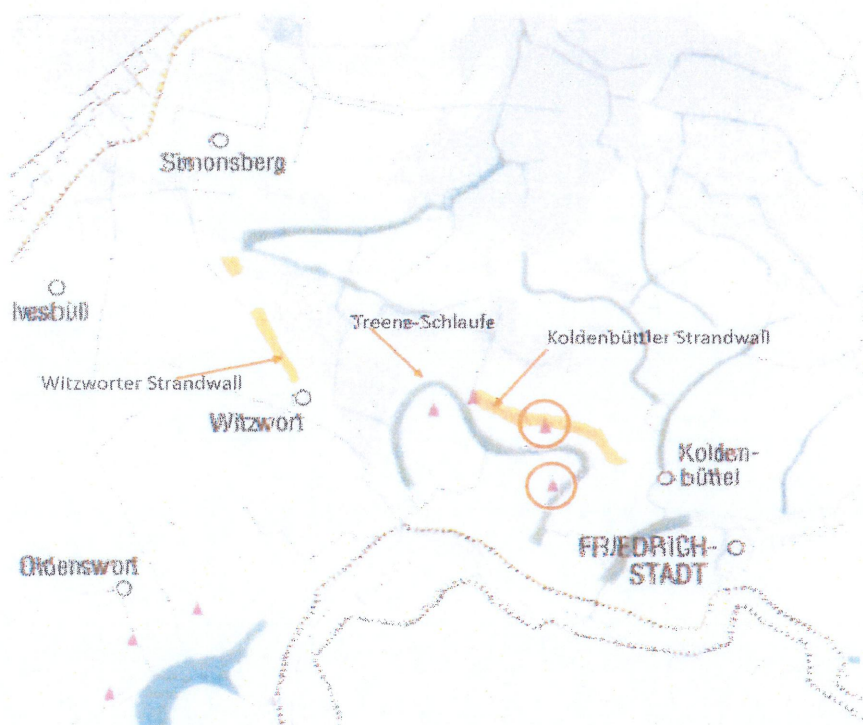 Simonsberg
Ivesbüll
Treene-Schlaufe
Koldenbüttler Strandwall
Witzworter Strandwall
Witzwort
Kolden-
büttel
FRIEDRICH-
STADT
Oldenswort